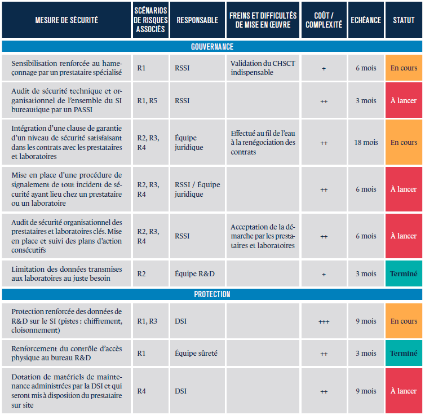 MESURE DE SÉCURITÉ
SCÉNARIOS
DE RISQUES
ASSOCIÉS
RESPONSABLE
FREINS ET DIFFICULTÉS
DE MISE EN ŒUVRE
COÛT /
COMPLEXITÉ
ECHÉANCE
STATUT
GOUVERNANCE
Sensibilisation renforcée au hame-
çonnage par un prestataire spécialisé
R1
RSSI
Validation du CHSCT
indispensable
+
6 mois
En cours
Audit de sécurité technique et or-
ganisationnel de l'ensemble du SI
bureautique par un PASSI
R1, R5
RSSI
++
3 mois
À lancer
Intégration d'une clause de garantie
d'un niveau de sécurité satisfaisant
dans les contrats avec les prestataires
et laboratoires
R2, R3,
R4
Équipe
juridique
Effectué au fil de l'eau
à la renégociation des
contrats
++
18 mois
En cours
Mise en place d'une procédure de
signalement de sous incident de sé-
curité ayant lieu chez un prestataire
ou un laboratoire
R2, R3,
R4
RSSI / Équipe
juridique
++
6 mois
À lancer
Audit de sécurité organisationnel des
prestataires et laboratoires clés. Mise
en place et suivi des plans d'action
consécutifs
R2, R3,
R4
RSSI
Acceptation de la dé-
marche par les presta-
taires et laboratoires
++
6 mois
À lancer
Limitation des données transmises
aux laboratoires au juste besoin
R2
Équipe R&D
+
3 mois
Terminé
PROTECTION
Protection renforcée des données de
R&D sur le SI (pistes : chiffrement,
cloisonnement)
R1, R3
DSI
+++
9 mois
En cours
Renforcement du contrôle d'accès
physique au bureau R&D
R1
Équipe sûreté
++
3 mois
Terminé
Dotation de matériels de mainte-
nance administrées par la DSI et qui
seront mis à disposition du prestataire
sur site
R4
DSI
++
9 mois
À lancer